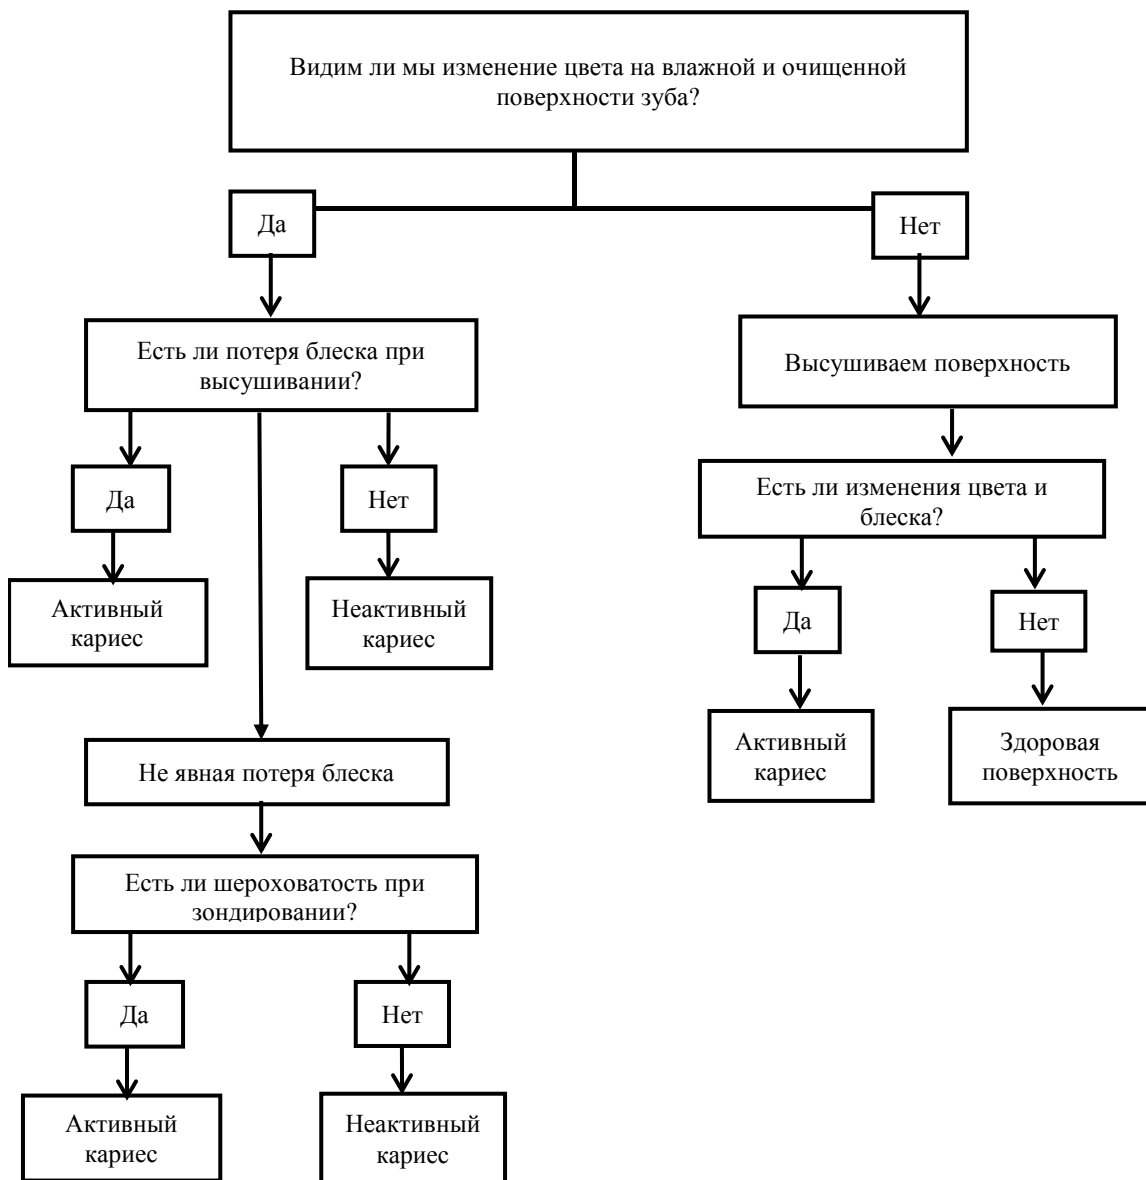 Видим ли мы изменение цвета на влажной и очищенной
поверхности зуба?
Да
Нет
Есть ли потеря блеска при
высушивании?
Высушиваем поверхность
Да
Нет
Есть ли изменения цвета и
блеска?
Активный
кариес
Неактивный
кариес
Да
Нет
Не явная потеря блеска
Активный
кариес
Здоровая
поверхность
Есть ли шероховатость при
зондировании?
Да
Нет
Активный
кариес
Неактивный
кариес